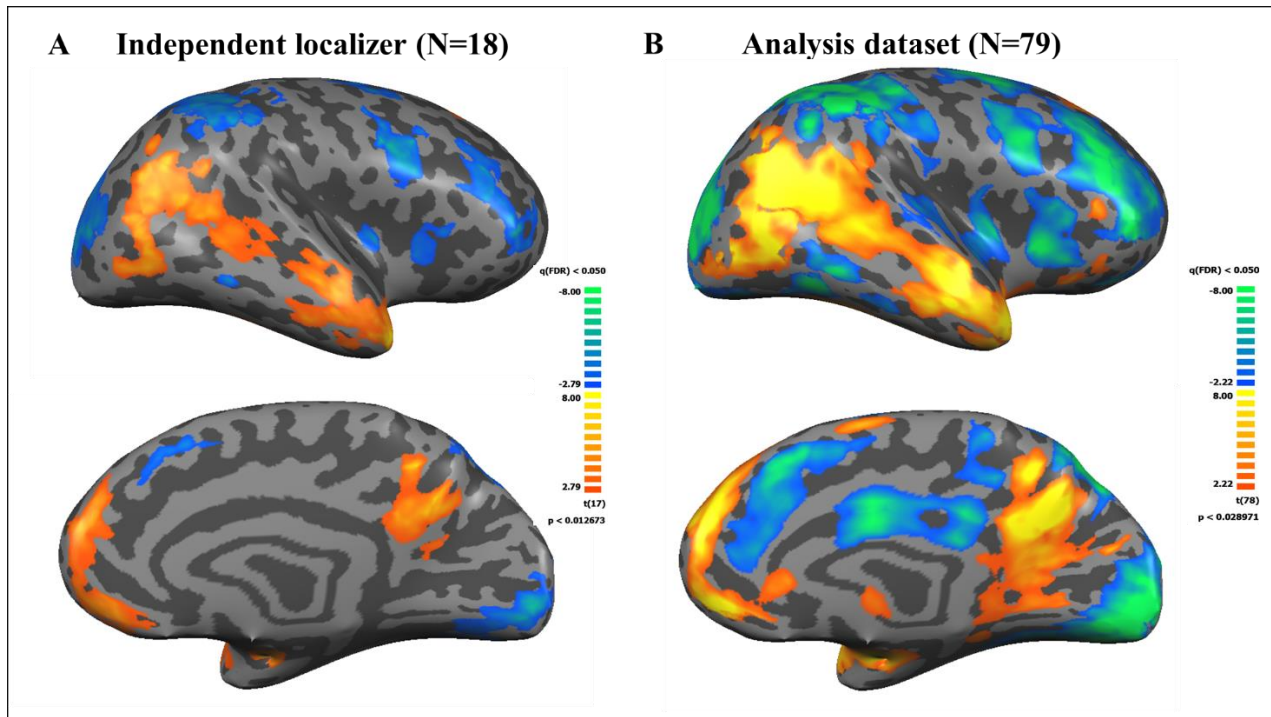 A Independent localizer (N=18)
B Analysis dataset (N=79)
q(FDR) < 0.050
-8.00
-2.79
8.00
2.79
t(17)
p < 0.012673
q(FDR) < 0.050
-8.00
-2.22
8.00
2.22
t(78)
p < 0.028971